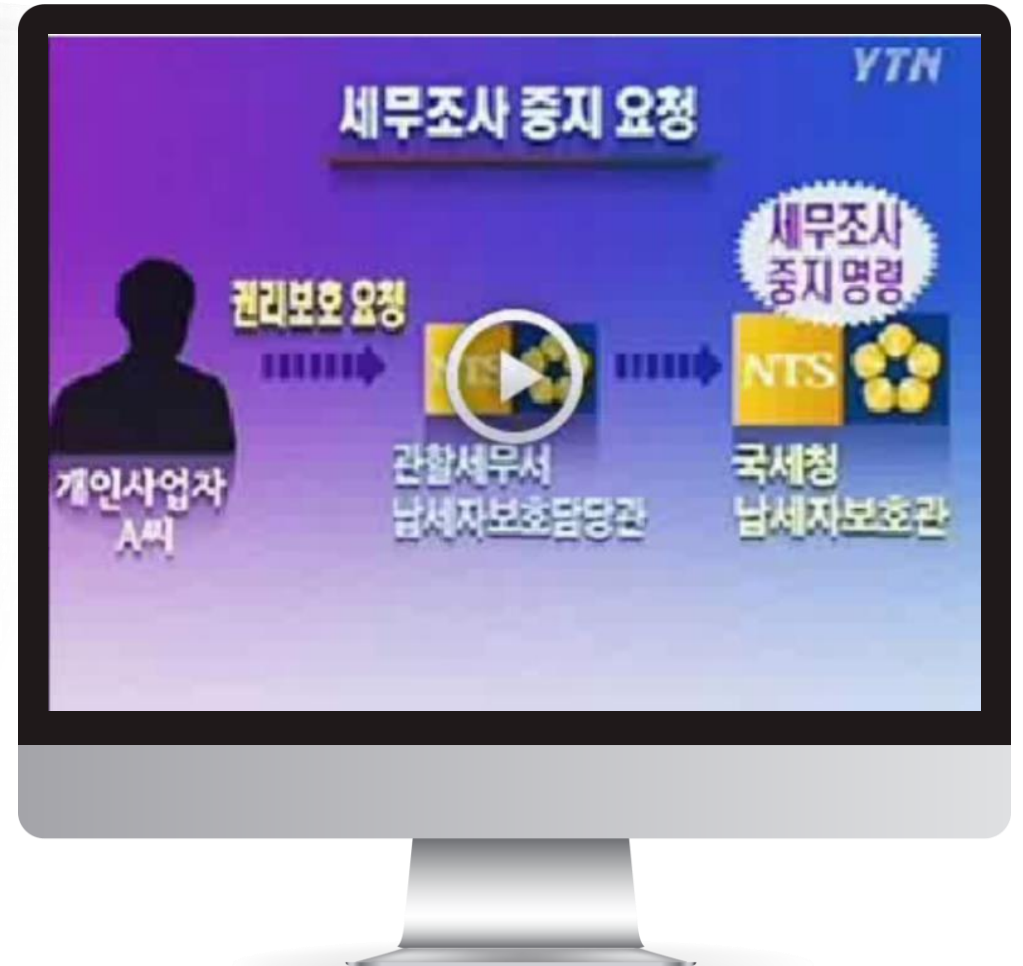 YTN
세무조사 중지 요청
세무조사
중지 명령
권리보호 요청
NTS
NTS
개인사업자
A씨
관할세무서
납세자보호담당관
국세청
납세자보호관